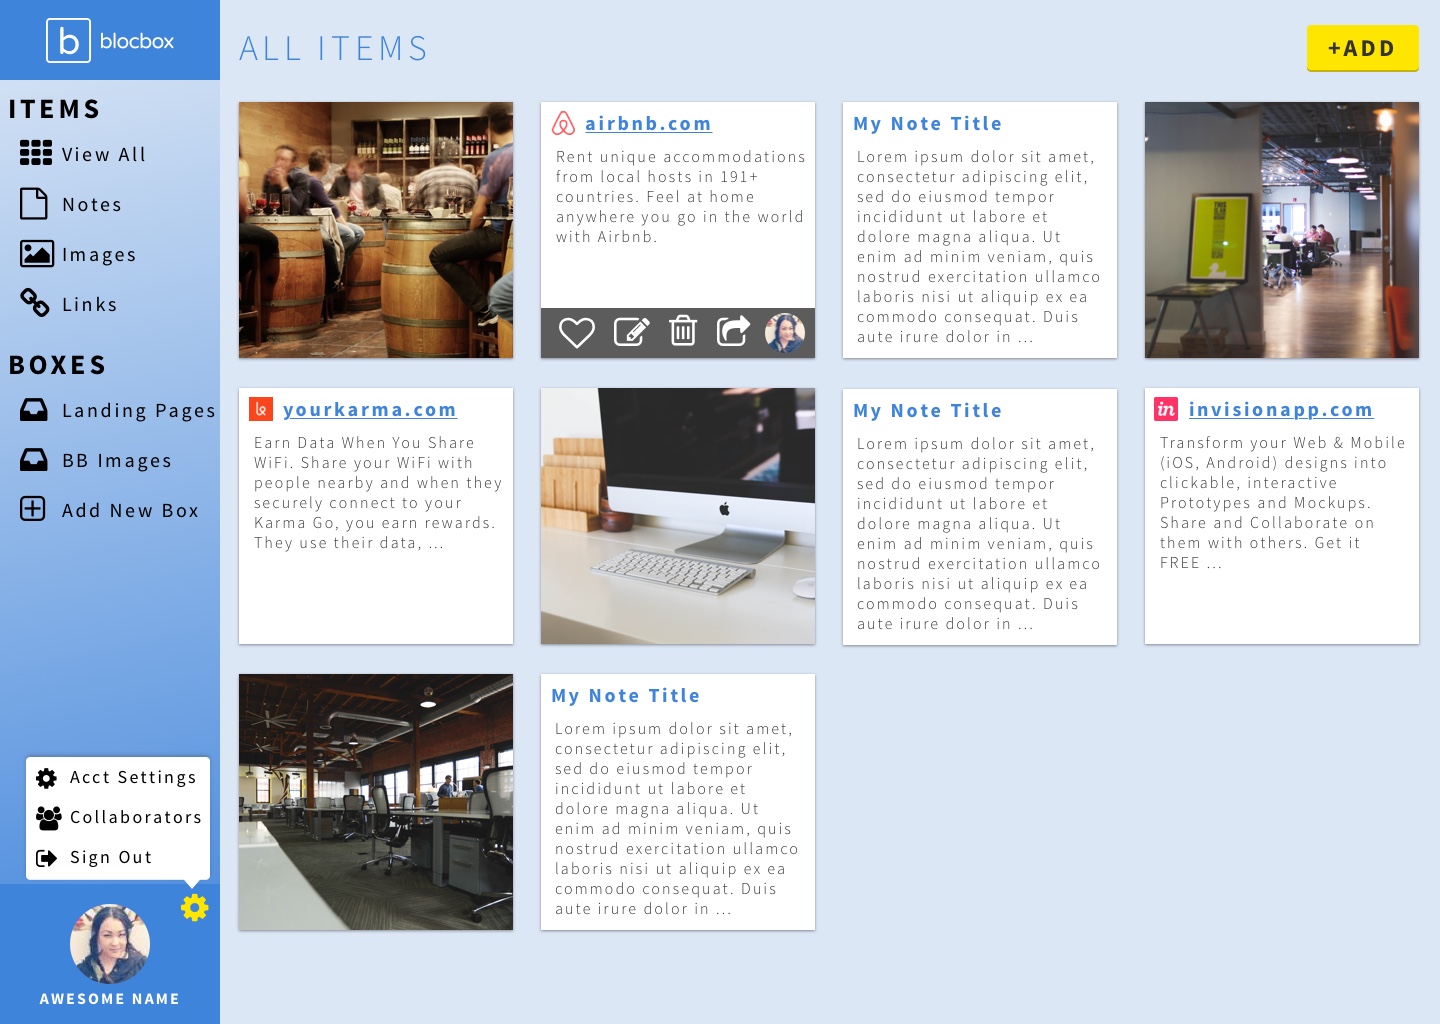 b blocbox
ITEMS
View All
Notes
Images
Links
BOXES
Landing Pages
BB Images
Add New Box
Acct Settings
Collaborators
Sign Out
AWESOME NAME
ALL ITEMS
+ADD
airbnb.com
Rent unique accommodations
from local hosts in 191+
countries. Feel at home
anywhere you go in the world
with Airbnb.
My Note Title
Lorem ipsum dolor sit amet,
consectetur adipiscing elit,
sed do eiusmod tempor
incididunt ut labore et
dolore magna aliqua. Ut
enim ad minim veniam, quis
nostrud exercitation ullamco
laboris nisi ut aliquip ex ea
commodo consequat. Duis
aute irure dolor in ...
yourkarma.com
Earn Data When You Share
WiFi. Share your WiFi with
people nearby and when they
securely connect to your
Karma Go, you earn rewards.
They use their data, ...
My Note Title
Lorem ipsum dolor sit amet,
consectetur adipiscing elit,
sed do eiusmod tempor
incididunt ut labore et
dolore magna aliqua. Ut
enim ad minim veniam, quis
nostrud exercitation ullamco
laboris nisi ut aliquip ex ea
commodo consequat. Duis
aute irure dolor in ...
in invisionapp.com
Transform your Web & Mobile
(iOS, Android) designs into
clickable, interactive
Prototypes and Mockups.
Share and Collaborate on
them with others. Get it
FREE ...
My Note Title
Lorem ipsum dolor sit amet,
consectetur adipiscing elit,
sed do eiusmod tempor
incididunt ut labore et
dolore magna aliqua. Ut
enim ad minim veniam, quis
nostrud exercitation ullamco
laboris nisi ut aliquip ex ea
commodo consequat. Duis
aute irure dolor in ...